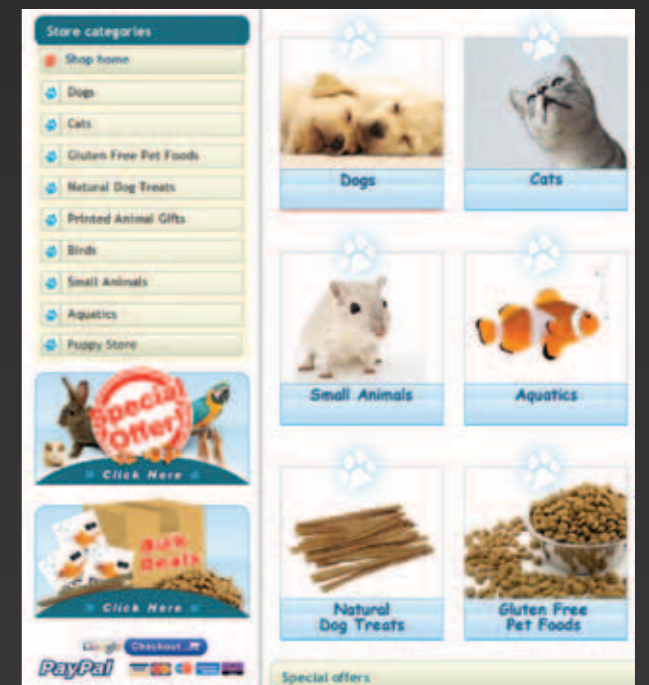 Store categories
Shop home
Dogs
Cats
Gluten Free Pet Foods
Natural Dog Treats
Printed Animal Gifts
Birds
Small Animals
Aquatics
Puppy Store
Special
Offer!
Click Here
Bulk
Deals
Click Here
Google Checkout
PayPal
Dogs
Cats
Small Animals
Aquatics
Natural
Dog Treats
Gluten Free
Pet Foods
Special offers